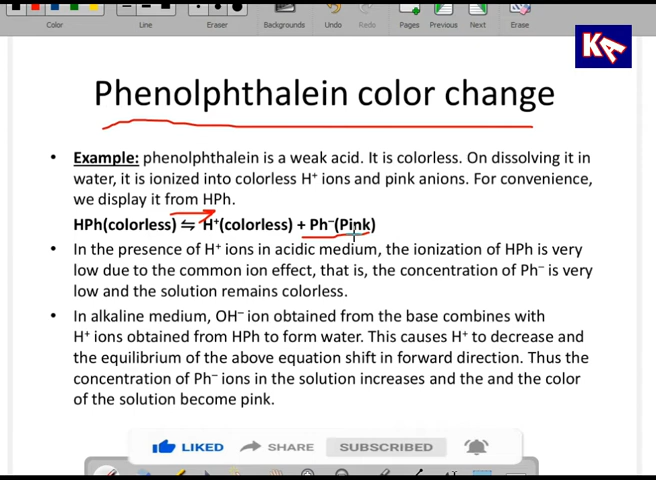 Color
Line
Eraser
Backgrounds
Undo
Redo
Pages
Previous
Next
Erase
KA
Phenolphthalein color change
• Example: phenolphthalein is a weak acid. It is colorless. On dissolving it in
water, it is ionized into colorless H⁺ ions and pink anions. For convenience,
we display it from HPh.
HPh(colorless) ⇋ H⁺(colorless) + Ph⁻(Pink)
• In the presence of H⁺ ions in acidic medium, the ionization of HPh is very
low due to the common ion effect, that is, the concentration of Ph⁻ is very
low and the solution remains colorless.
• In alkaline medium, OH⁻ ion obtained from the base combines with
H⁺ ions obtained from HPh to form water. This causes H⁺ to decrease and
the equilibrium of the above equation shift in forward direction. Thus the
concentration of Ph⁻ ions in the solution increases and the and the color
of the solution become pink.
LIKED
SHARE
SUBSCRIBED